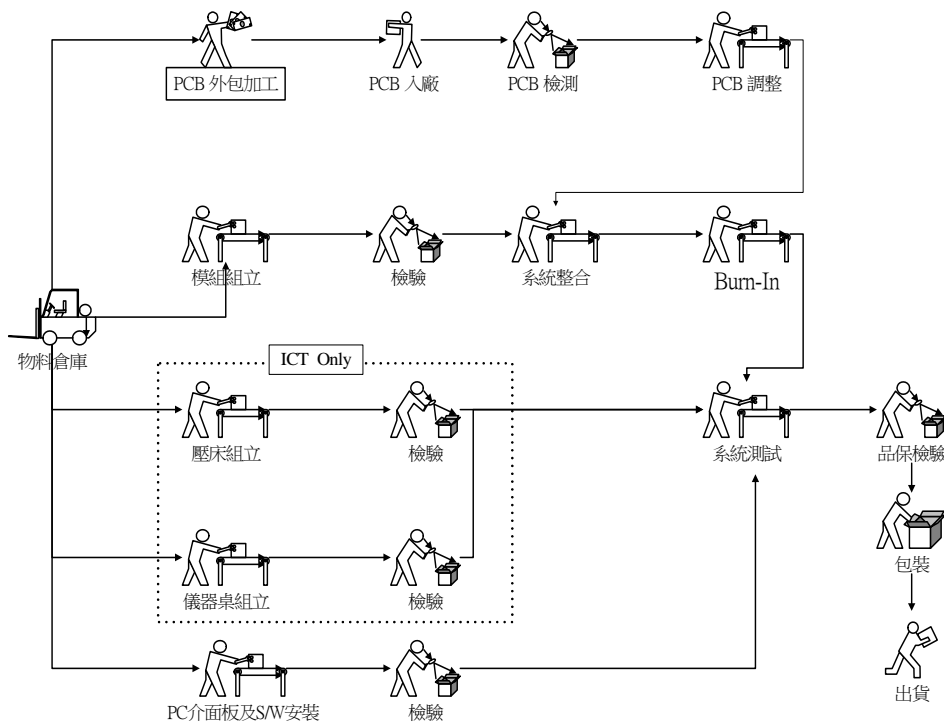 PCB 外包加工
PCB 入廠
PCB 檢測
PCB 調整
模組組立
檢驗
系統整合
Burn-In
物料倉庫
ICT Only
壓床組立
檢驗
系統測試
品保檢驗
儀器桌組立
檢驗
包裝
PC介面板及S/W安裝
檢驗
出貨